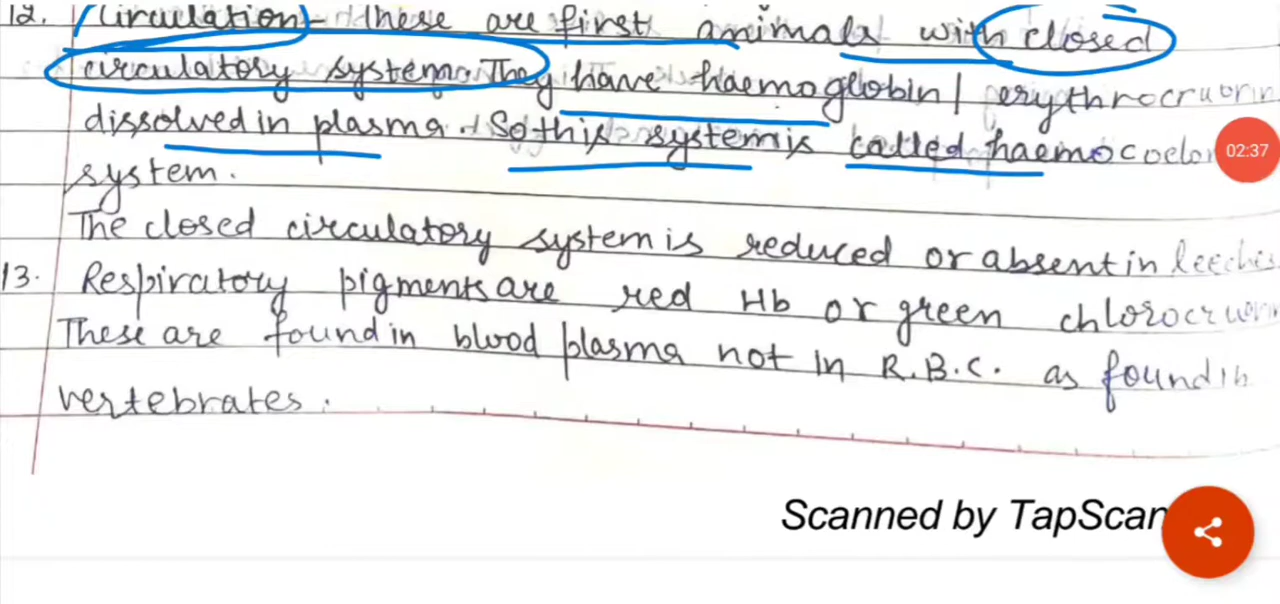 12. Circulation - These are first animals with closed
circulatory system. They have haemoglobin / erythrocruorin
dissolved in plasma. So this system is called haemocoelom
02:37
system.
The closed circulatory system is reduced or absent in leeches
13. Respiratory pigments are red Hb or green chlorocruorin
These are found in blood plasma not in R.B.C. as found in
vertebrates.
Scanned by TapScan